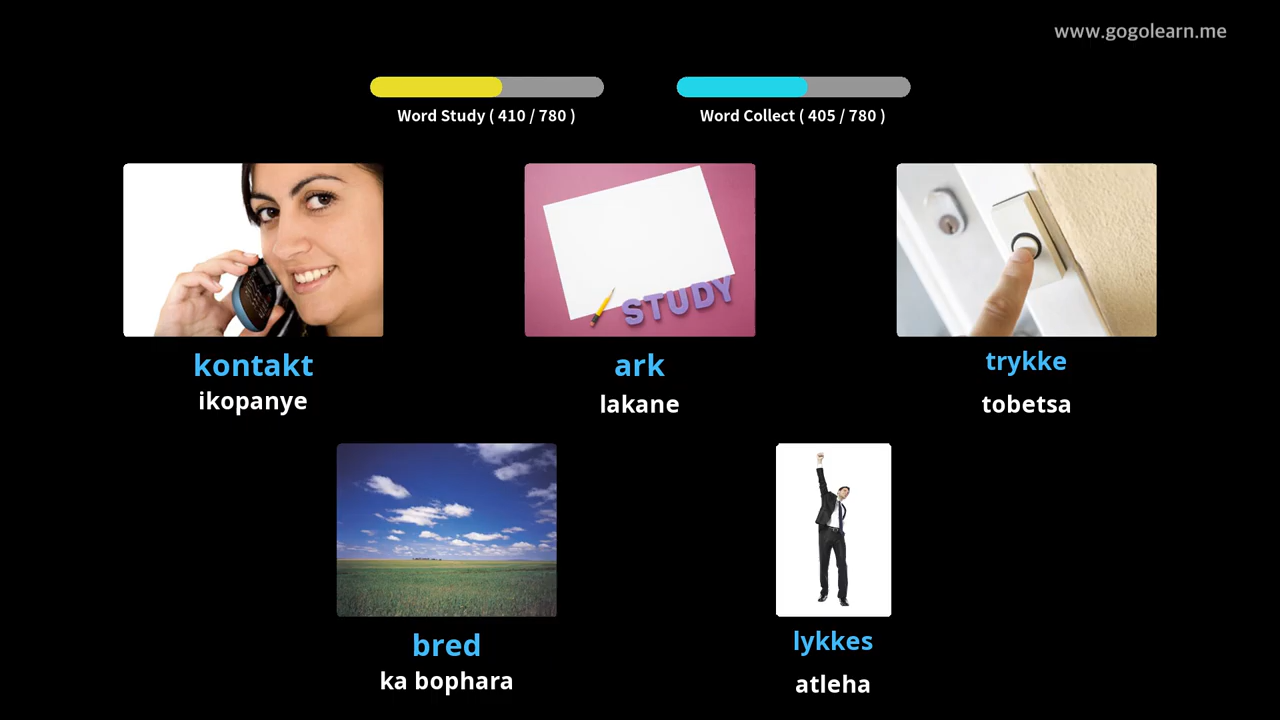 www.gogolearn.me
Word Study ( 410 / 780 )
Word Collect ( 405 / 780 )
STUDY
kontakt
ikopanye
ark
lakane
trykke
tobetsa
bred
ka bophara
lykkes
atleha